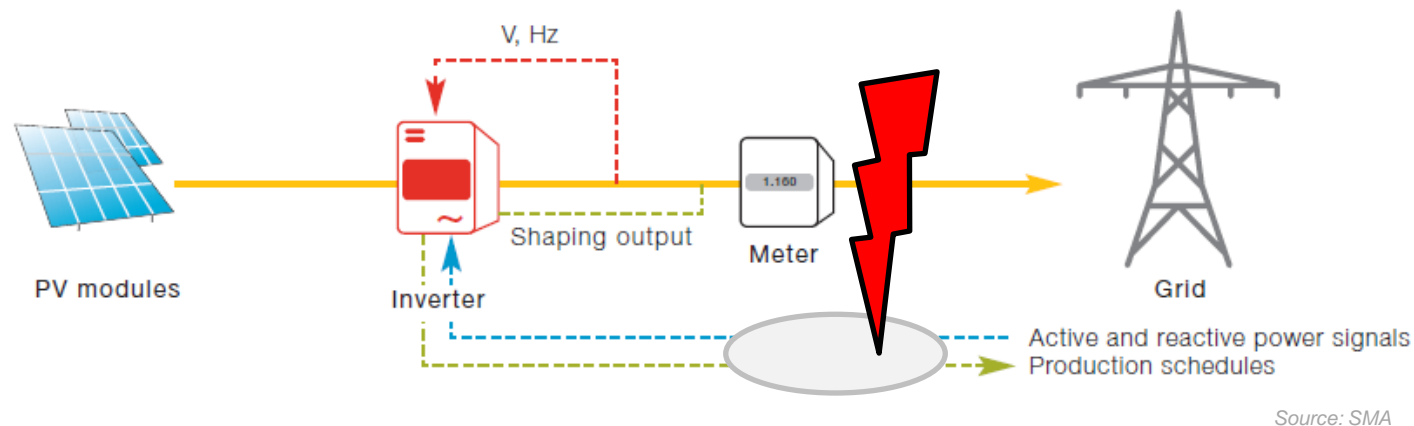 V, Hz
1.160
Shaping output
Meter
PV modules
Inverter
Grid
Active and reactive power signals
Production schedules
Source: SMA